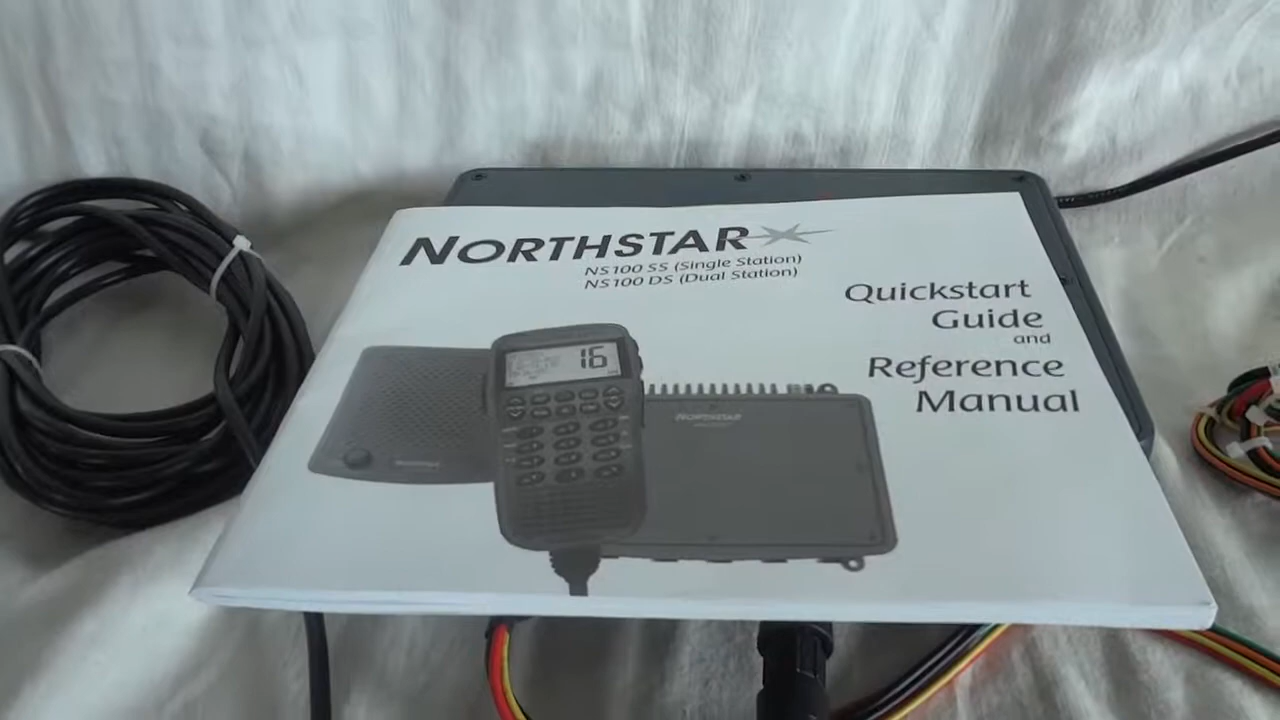 NORTHSTAR
NS100 SS (Single Station)
NS100 DS (Dual Station)
Quickstart
Guide
and
Reference
Manual
16
NORTHSTAR